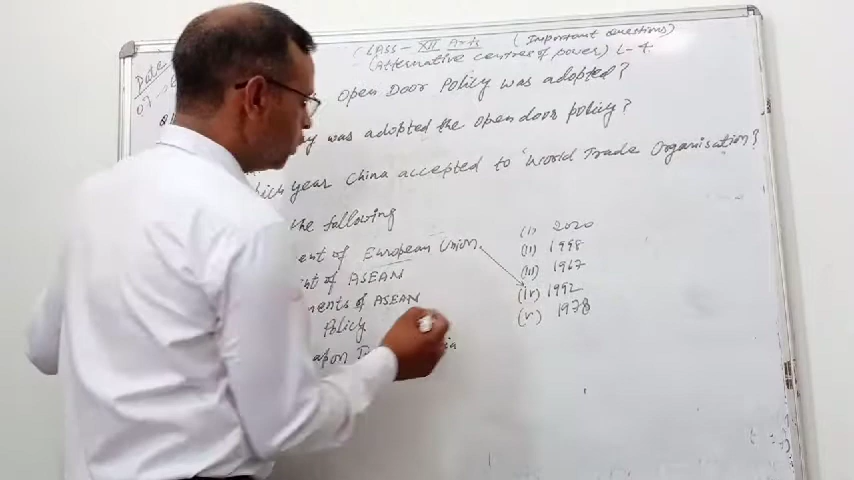 CLASS - XII Arts (Important questions)
Date
(Alternative centres of power) L-4
07
Open Door Policy was adopted?
was adopted the open door policy?
which year China accepted to 'World Trade Organisation?
the following
ent of European Union
(i) 2020
(ii) 1998
of ASEAN
(iii) 1967
ments of ASEAN
(iv) 1992
Policy
(v) 1978